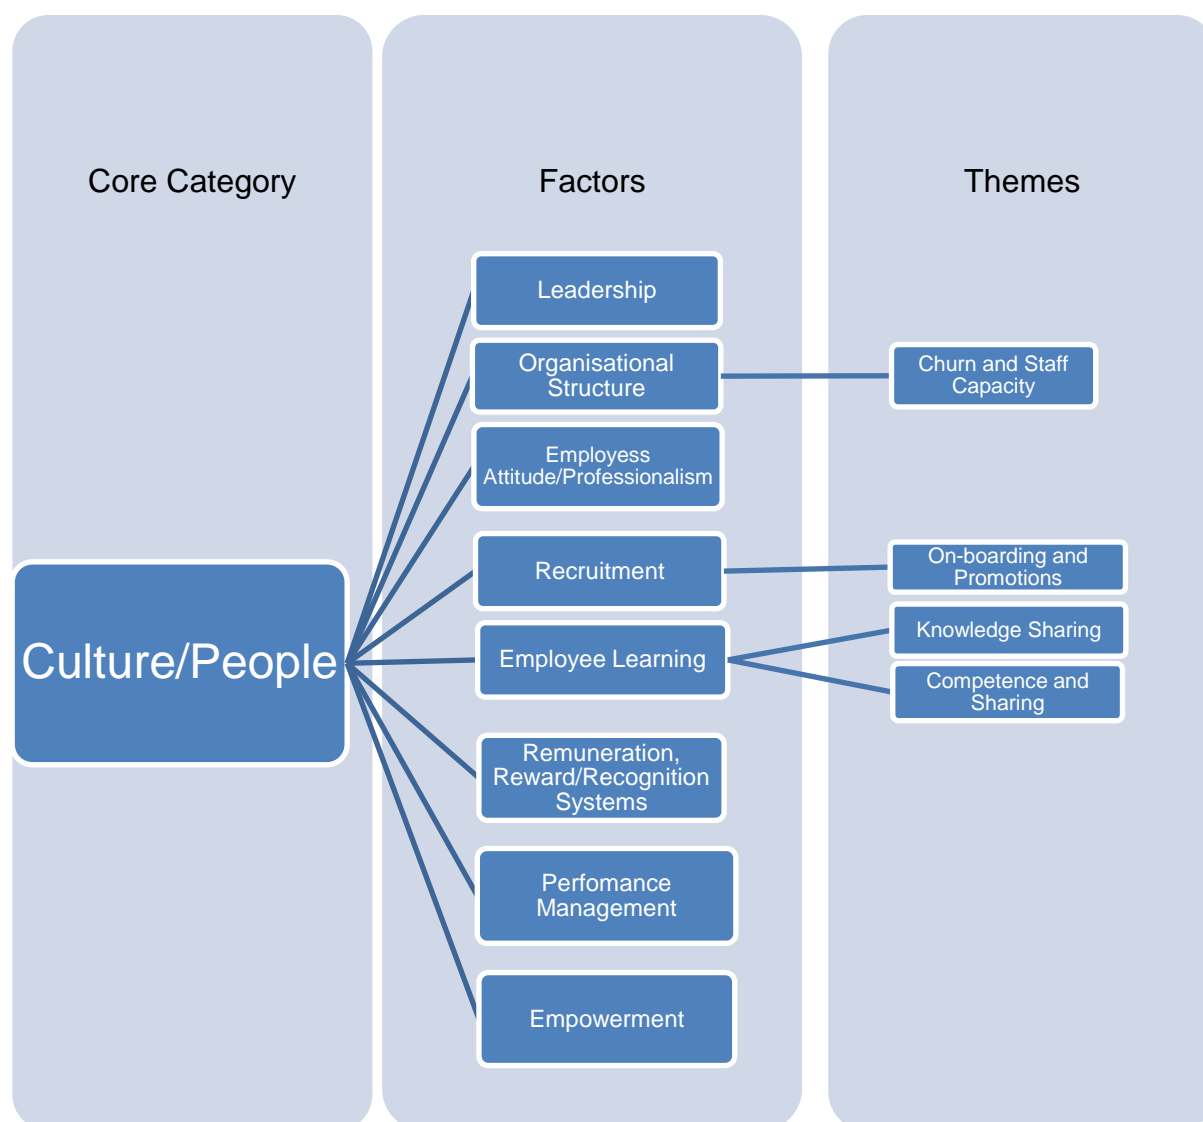 Core Category
Factors
Themes
Leadership
Organisational
Structure
Churn and Staff
Capacity
Employess
Attitude/Professionalism
Recruitment
On-boarding and
Promotions
Culture/People
Employee Learning
Knowledge Sharing
Competence and
Sharing
Remuneration,
Reward/Recognition
Systems
Perfomance
Management
Empowerment